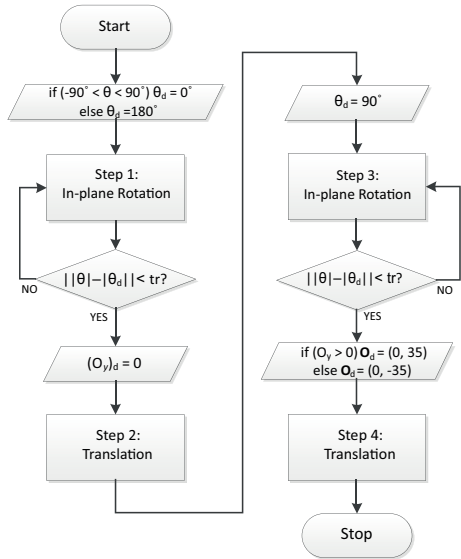 Start
if (-90˚ < θ < 90˚) θd = 0˚
else θd =180˚
Step 1:
In-plane Rotation
||θ|−|θd||< tr?
NO
YES
(Oy)d = 0
Step 2:
Translation
θd = 90˚
Step 3:
In-plane Rotation
||θ|−|θd||< tr?
NO
YES
if (Oy > 0) Od = (0, 35)
else Od = (0, -35)
Step 4:
Translation
Stop